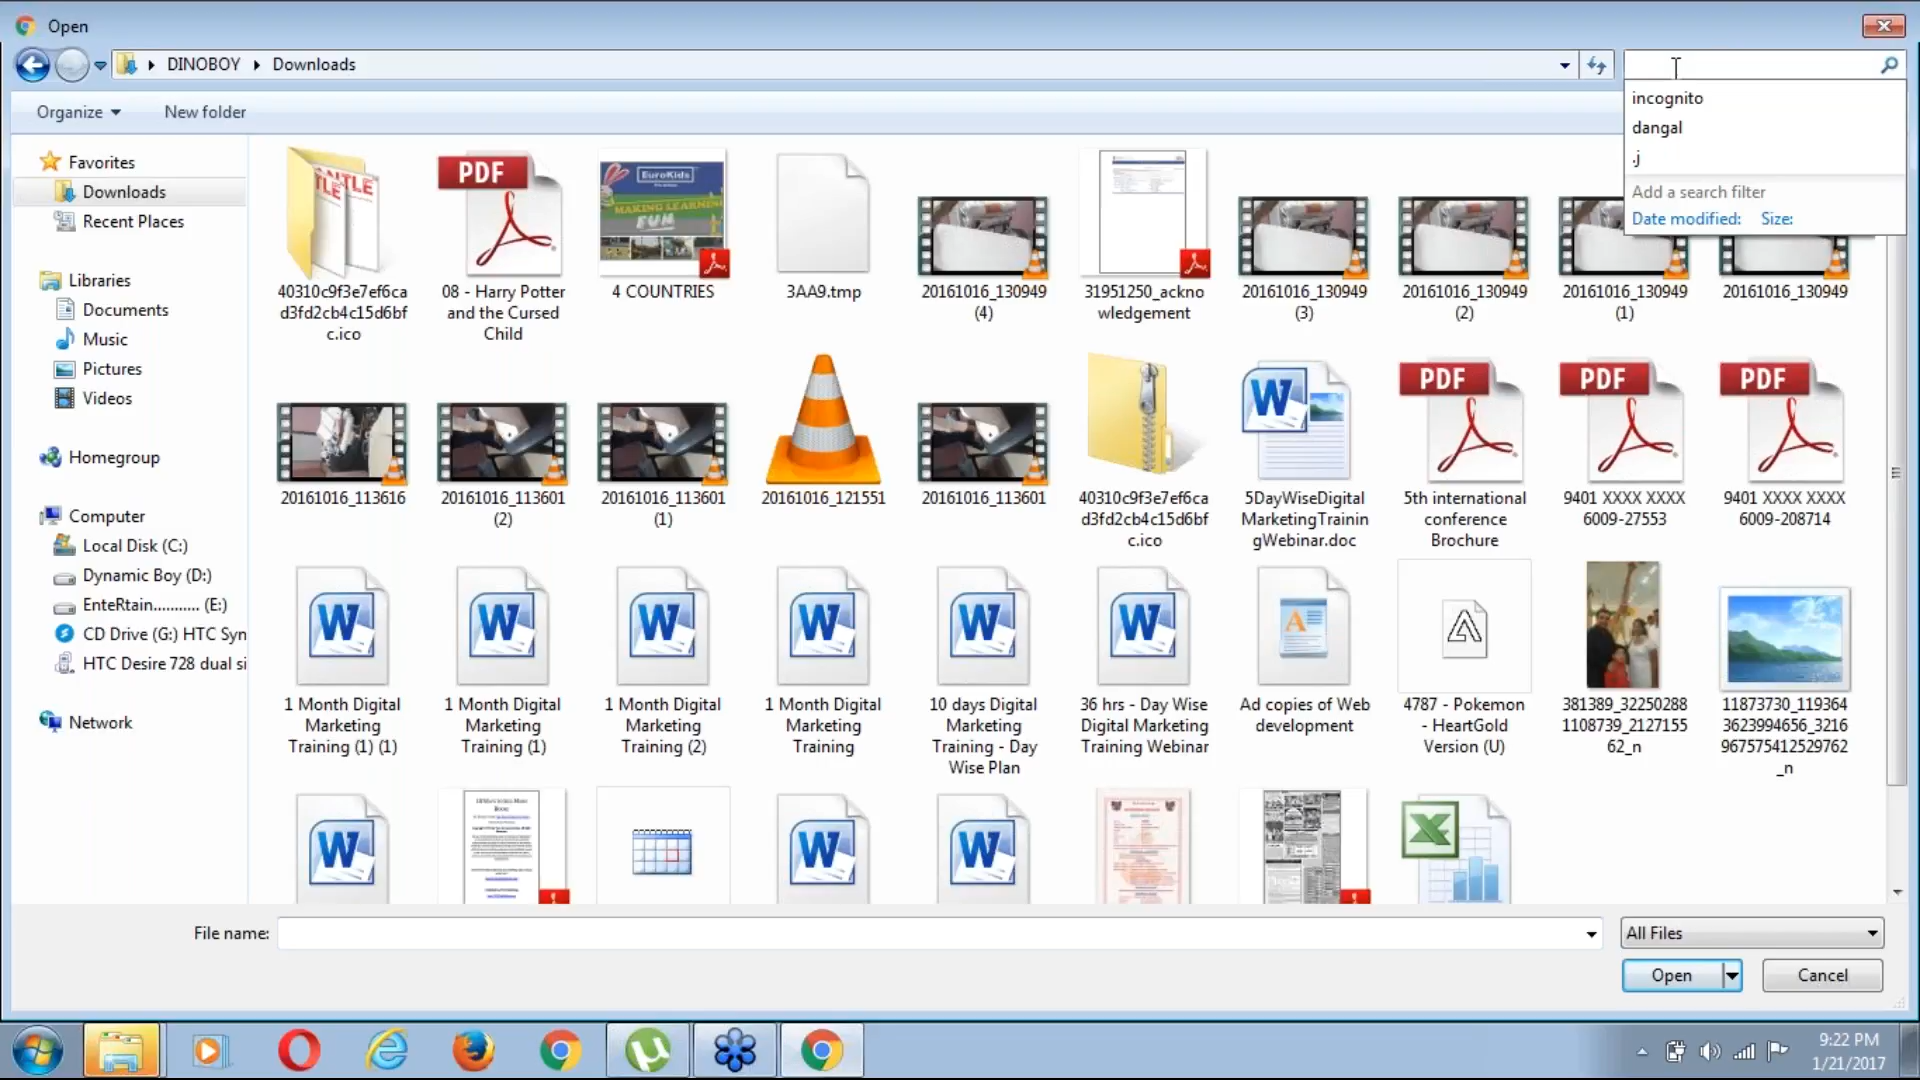 Open
DINOBOY Downloads
Organize New folder
incognito
dangal
.j
Add a search filter
Date modified: Size:
Favorites
Downloads
Recent Places
Libraries
Documents
Music
Pictures
Videos
Homegroup
Computer
Local Disk (C:)
Dynamic Boy (D:)
EnteRtain........... (E:)
CD Drive (G:) HTC Syn
HTC Desire 728 dual si
Network
40310c9f3e7ef6ca
d3fd2cb4c15d6bf
c.ico
PDF
08 - Harry Potter
and the Cursed
Child
EuroKids
MAKING LEARNING
FUN
4 COUNTRIES
3AA9.tmp
20161016_130949
(4)
31951250_ackno
wledgement
20161016_130949
(3)
20161016_130949
(2)
20161016_130949
(1)
20161016_130949
20161016_113616
20161016_113601
(2)
20161016_113601
(1)
20161016_121551
20161016_113601
40310c9f3e7ef6ca
d3fd2cb4c15d6bf
c.ico
5DayWiseDigital
MarketingTrainin
gWebinar.doc
PDF
5th international
conference
Brochure
PDF
9401 XXXX XXXX
6009-27553
PDF
9401 XXXX XXXX
6009-208714
1 Month Digital
Marketing
Training (1) (1)
1 Month Digital
Marketing
Training (1)
1 Month Digital
Marketing
Training (2)
1 Month Digital
Marketing
Training
10 days Digital
Marketing
Training - Day
Wise Plan
36 hrs - Day Wise
Digital Marketing
Training Webinar
Ad copies of Web
development
4787 - Pokemon
- HeartGold
Version (U)
381389_32250288
1108739_2127155
62_n
11873730_119364
3623994656_3216
967575412529762
_n
File name:
All Files
Open
Cancel
9:22 PM
1/21/2017